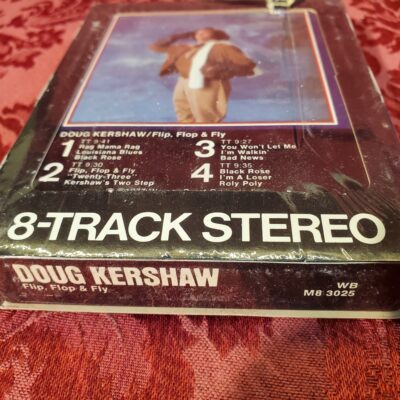 DOUG KERSHAW/Flip, Flop & Fly
1 TT 9:41
Rag Mama Rag
Louisiana Blues
Black Rose
2 TT 9:30
Flip, Flop & Fly
"Twenty-Three"
Kershaw's Two Step
3 TT 9:27
You Won't Let Me
I'm Walkin'
Bad News
4 TT 9:35
Black Rose
I'm A Loser
Roly Poly
8-TRACK STEREO
DOUG KERSHAW
Flip, Flop & Fly
WB
M8 3025